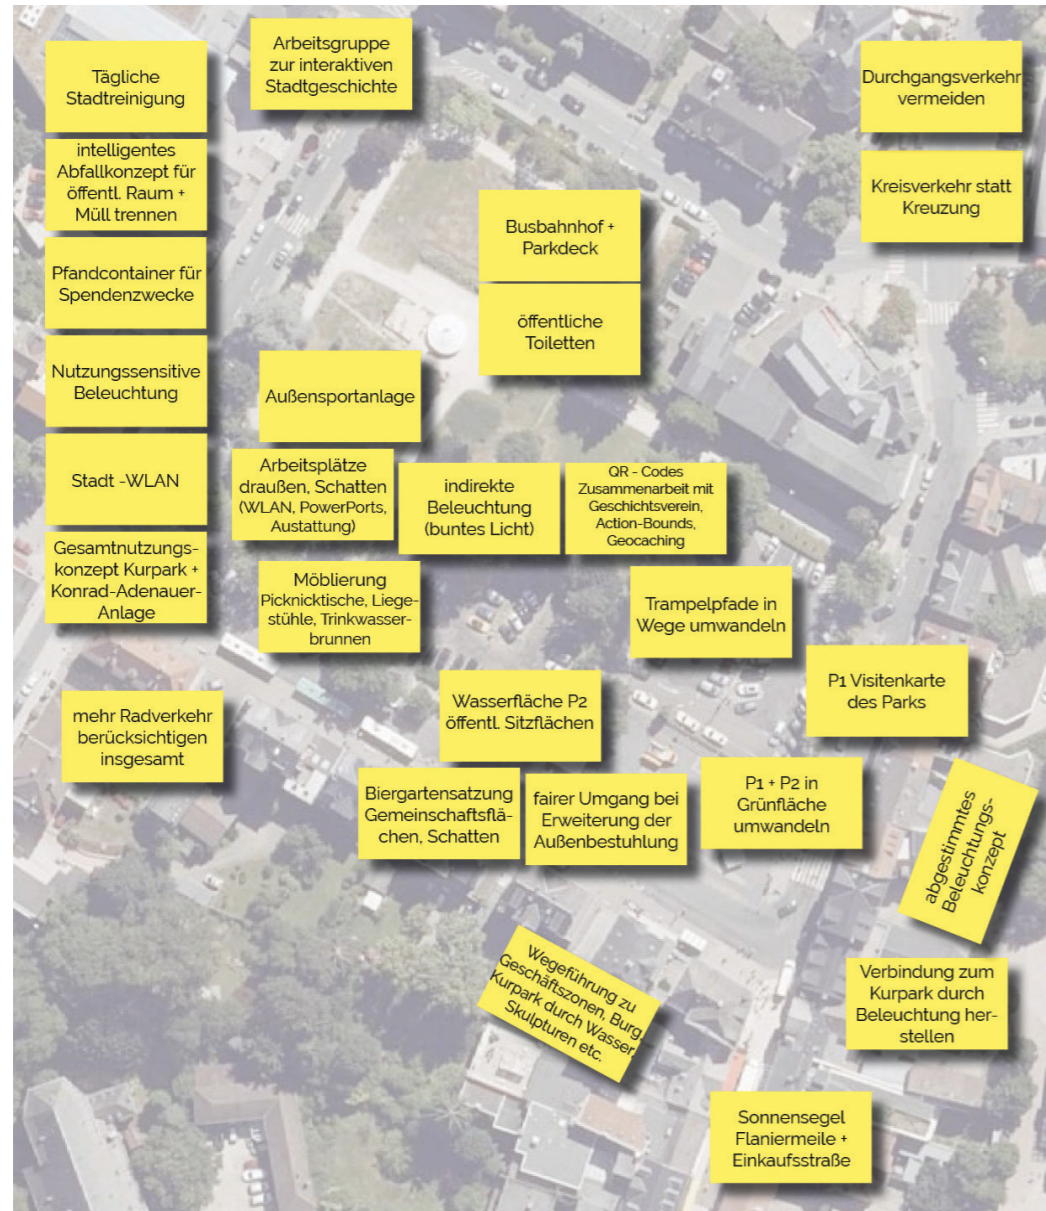 Tägliche
Stadtreinigung
Arbeitsgruppe
zur interaktiven
Stadtgeschichte
Durchgangsverkehr
vermeiden
intelligentes
Abfallkonzept für
öffentl. Raum +
Müll trennen
Kreisverkehr statt
Kreuzung
Busbahnhof +
Parkdeck
Pfandcontainer für
Spendenzwecke
öffentliche
Toiletten
Nutzungssensitive
Beleuchtung
Außensportanlage
Stadt -WLAN
Arbeitsplätze
draußen, Schatten
(WLAN, PowerPorts,
Austattung)
indirekte
Beleuchtung
(buntes Licht)
QR - Codes
Zusammenarbeit mit
Geschichtsverein,
Action-Bounds,
Geocaching
Gesamtnutzungs-
konzept Kurpark +
Konrad-Adenauer-
Anlage
Möblierung
Picknicktische, Liege-
stühle, Trinkwasser-
brunnen
Trampelpfade in
Wege umwandeln
P1 Visitenkarte
des Parks
mehr Radverkehr
berücksichtigen
insgesamt
Wasserfläche P2
öffentl. Sitzflächen
Biergartensatzung
Gemeinschaftsflä-
chen, Schatten
fairer Umgang bei
Erweiterung der
Außenbestuhlung
P1 + P2 in
Grünfläche
umwandeln
abgestimmtes
Beleuchtungs-
konzept
Wegeführung zu
Geschäftszonen, Burg,
Kurpark durch Wasser,
Skulpturen etc.
Verbindung zum
Kurpark durch
Beleuchtung her-
stellen
Sonnensegel
Flaniermeile +
Einkaufsstraße